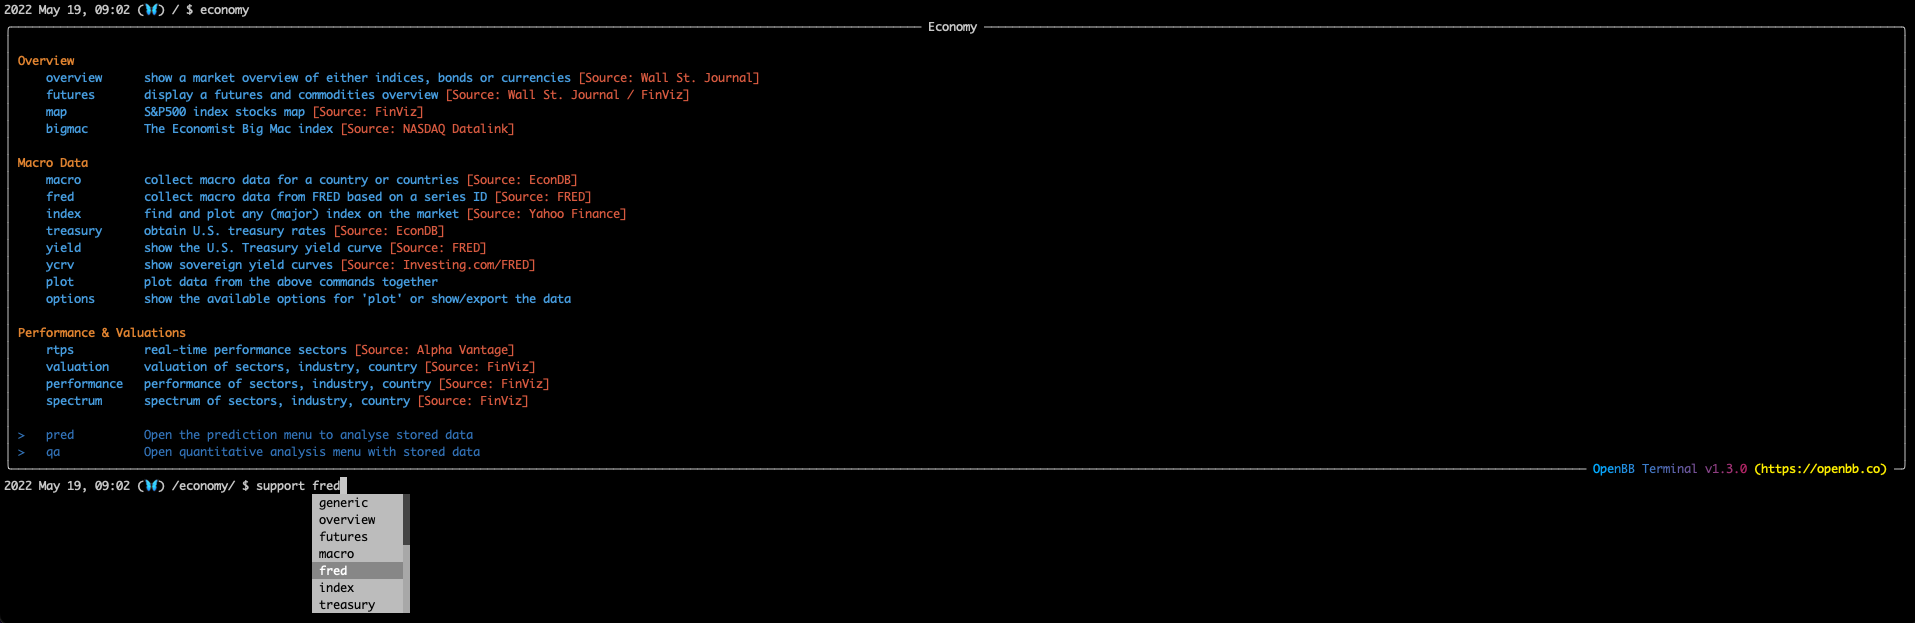 2022 May 19, 09:02 (🦋) / $ economy
Economy
Overview
overview show a market overview of either indices, bonds or currencies [Source: Wall St. Journal]
futures display a futures and commodities overview [Source: Wall St. Journal / FinViz]
map S&P500 index stocks map [Source: FinViz]
bigmac The Economist Big Mac index [Source: NASDAQ Datalink]
Macro Data
macro collect macro data for a country or countries [Source: EconDB]
fred collect macro data from FRED based on a series ID [Source: FRED]
index find and plot any (major) index on the market [Source: Yahoo Finance]
treasury obtain U.S. treasury rates [Source: EconDB]
yield show the U.S. Treasury yield curve [Source: FRED]
ycrv show sovereign yield curves [Source: Investing.com/FRED]
plot plot data from the above commands together
options show the available options for 'plot' or show/export the data
Performance & Valuations
rtps real-time performance sectors [Source: Alpha Vantage]
valuation valuation of sectors, industry, country [Source: FinViz]
performance performance of sectors, industry, country [Source: FinViz]
spectrum spectrum of sectors, industry, country [Source: FinViz]
> pred Open the prediction menu to analyse stored data
> qa Open quantitative analysis menu with stored data
OpenBB Terminal v1.3.0 (https://openbb.co)
2022 May 19, 09:02 (🦋) /economy/ $ support fred
generic
overview
futures
macro
fred
index
treasury